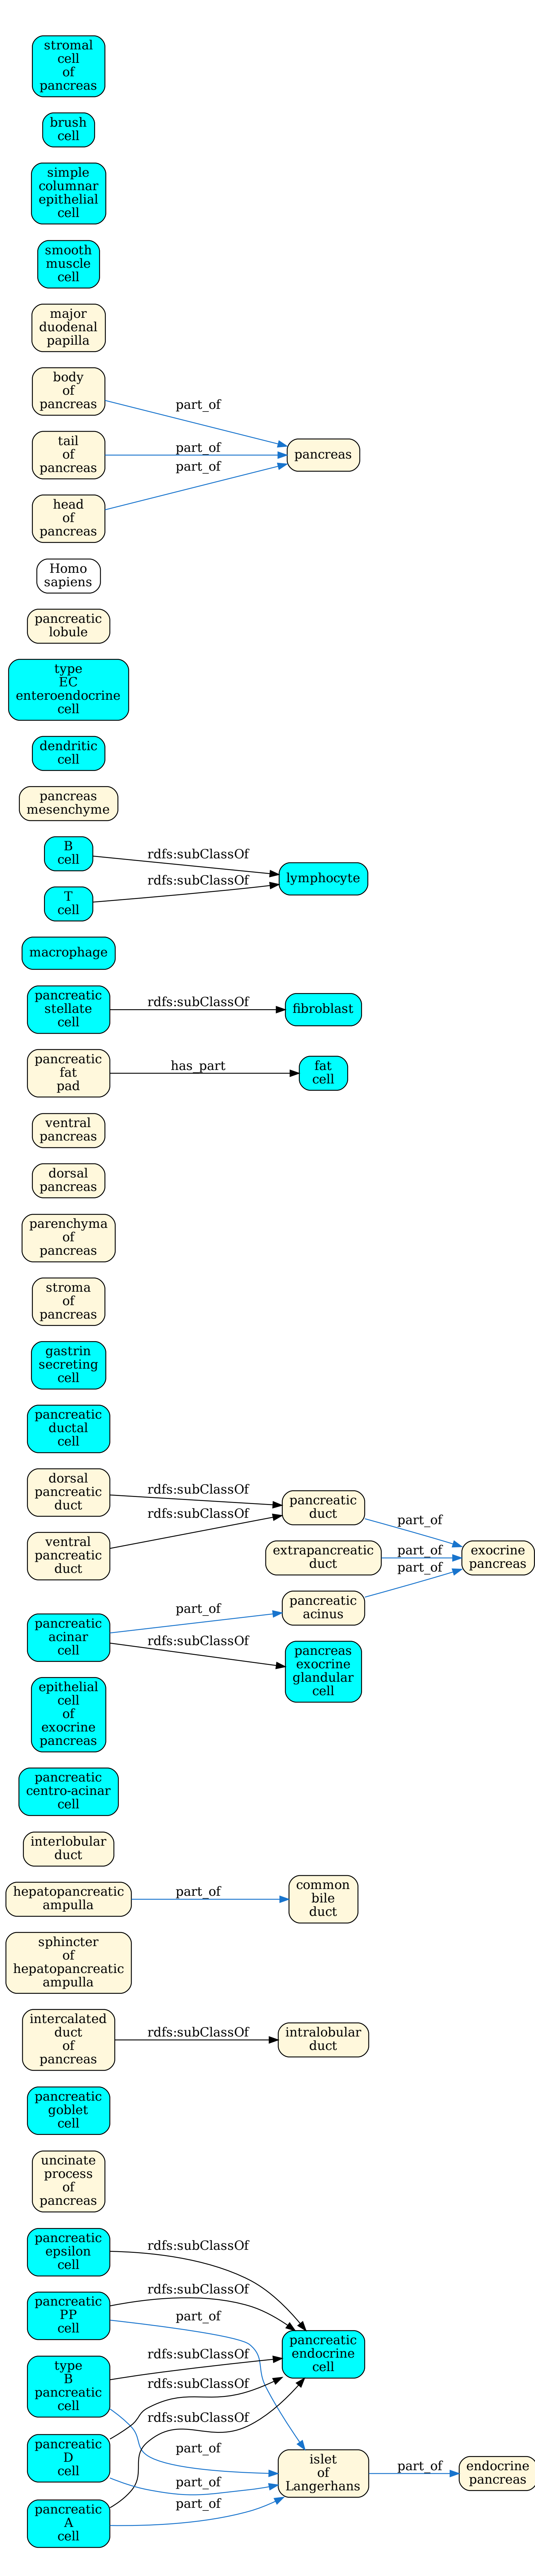 stromal
cell
of
pancreas
brush
cell
simple
columnar
epithelial
cell
smooth
muscle
cell
major
duodenal
papilla
body
of
pancreas
part_of
tail
of
pancreas
part_of
pancreas
part_of
head
of
pancreas
Homo
sapiens
pancreatic
lobule
type
EC
enteroendocrine
cell
dendritic
cell
pancreas
mesenchyme
B
cell
rdfs:subClassOf
lymphocyte
rdfs:subClassOf
T
cell
macrophage
pancreatic
stellate
cell
rdfs:subClassOf
fibroblast
pancreatic
fat
pad
has_part
fat
cell
ventral
pancreas
dorsal
pancreas
parenchyma
of
pancreas
stroma
of
pancreas
gastrin
secreting
cell
pancreatic
ductal
cell
dorsal
pancreatic
duct
rdfs:subClassOf
pancreatic
duct
rdfs:subClassOf
part_of
ventral
pancreatic
duct
extrapancreatic
duct
part_of
exocrine
pancreas
part_of
pancreatic
acinus
pancreatic
acinar
cell
part_of
rdfs:subClassOf
pancreas
exocrine
glandular
cell
epithelial
cell
of
exocrine
pancreas
pancreatic
centro-acinar
cell
interlobular
duct
hepatopancreatic
ampulla
part_of
common
bile
duct
sphincter
of
hepatopancreatic
ampulla
intercalated
duct
of
pancreas
rdfs:subClassOf
intralobular
duct
pancreatic
goblet
cell
uncinate
process
of
pancreas
pancreatic
epsilon
cell
rdfs:subClassOf
pancreatic
PP
cell
rdfs:subClassOf
part_of
pancreatic
endocrine
cell
type
B
pancreatic
cell
rdfs:subClassOf
rdfs:subClassOf
rdfs:subClassOf
pancreatic
D
cell
part_of
part_of
part_of
islet
of
Langerhans
part_of
endocrine
pancreas
pancreatic
A
cell